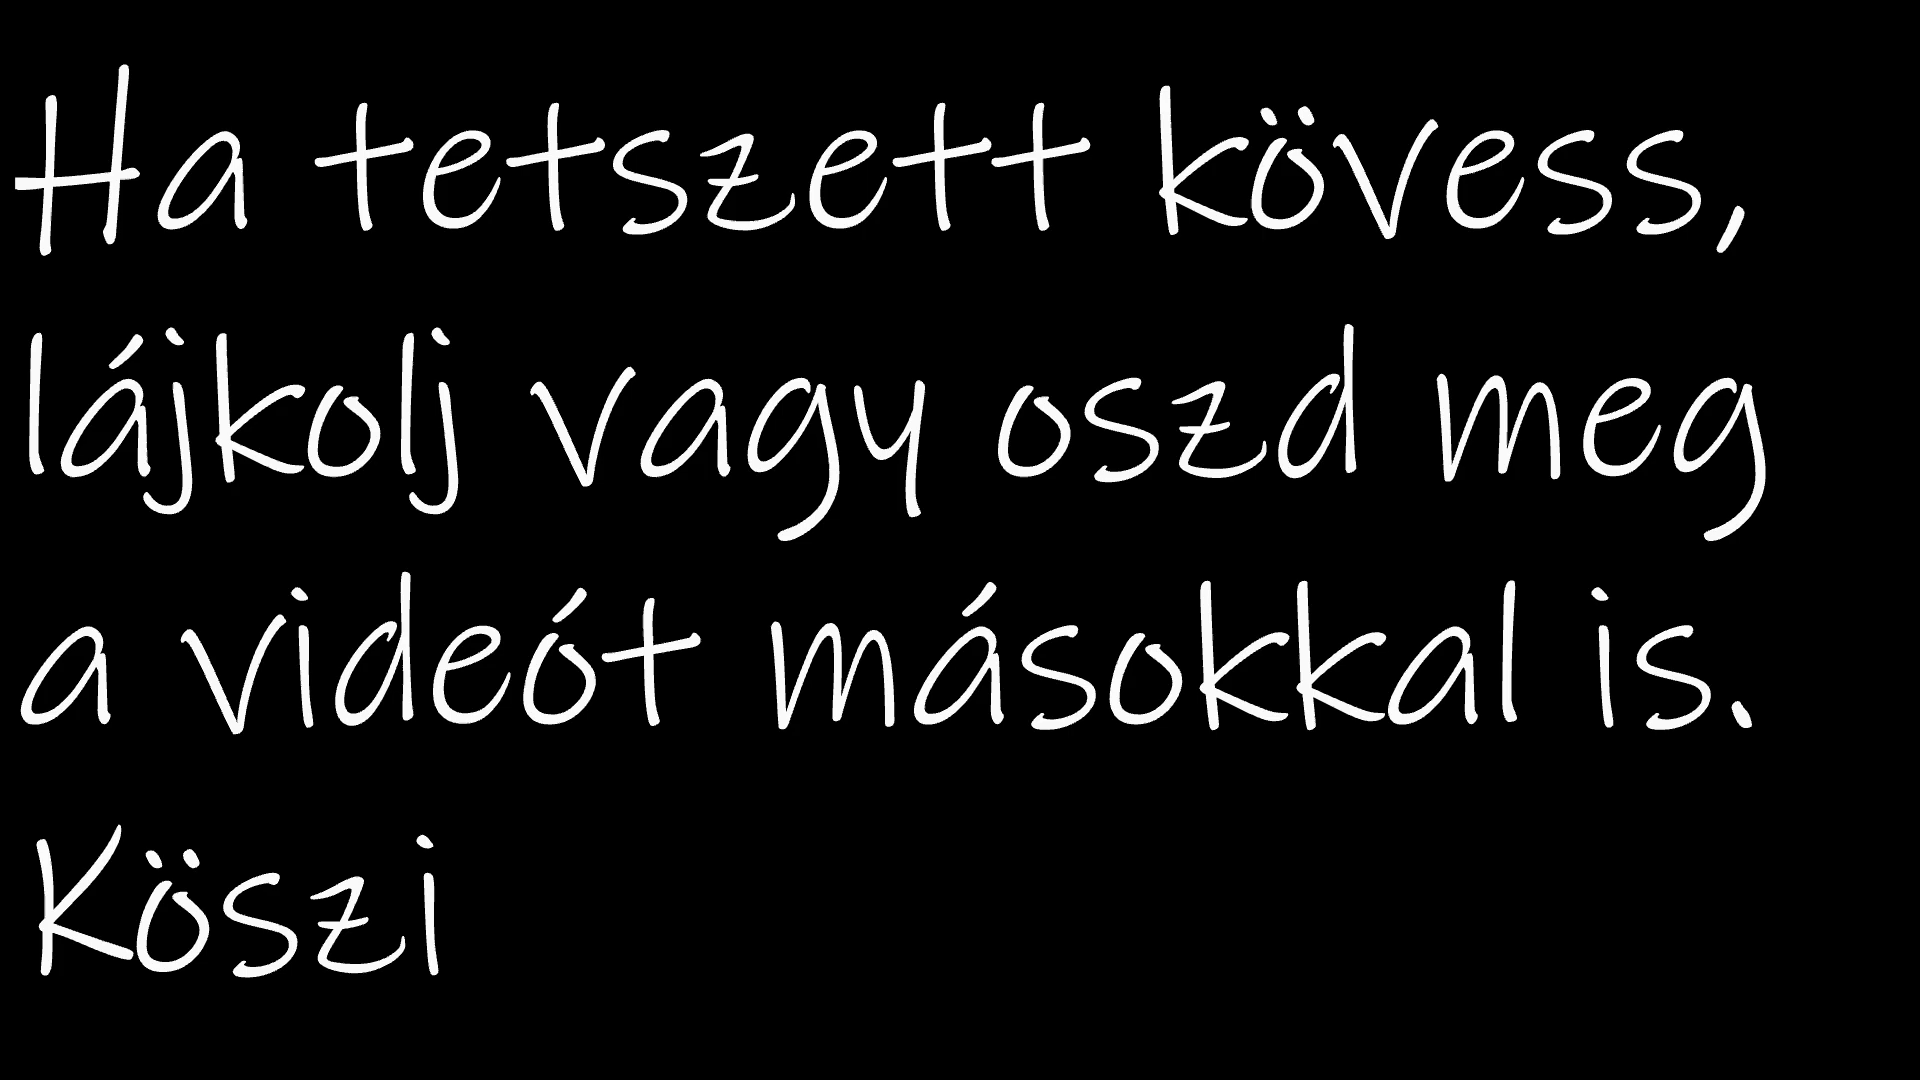 Ha tetszett kövess,
lájkolj vagy oszd meg
a videót másokkal is.
Köszi